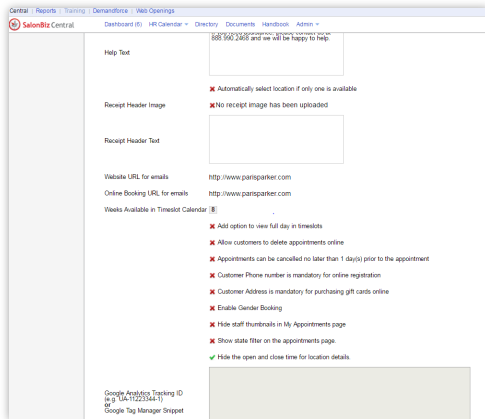 Central | Reports | Training | Demandforce | Web Openings
SalonBiz Central Dashboard (6) HR Calendar Directory Documents Handbook Admin
888.990.2468 and we will be happy to help.
Help Text
Automatically select location if only one is available
Receipt Header Image No receipt image has been uploaded
Receipt Header Text
Website URL for emails http://www.parisparker.com
Online Booking URL for emails http://www.parisparker.com
Weeks Available in Timeslot Calendar 8
Add option to view full day in timeslots
Allow customers to delete appointments online
Appointments can be cancelled no later than 1 day(s) prior to the appointment
Customer Phone number is mandatory for online registration
Customer Address is mandatory for purchasing gift cards online
Enable Gender Booking
Hide staff thumbnails in My Appointments page
Show state filter on the appointments page.
Hide the open and close time for location details.
Google Analytics Tracking ID
(e.g. 'UA-11223344-1)
or
Google Tag Manager Snippet